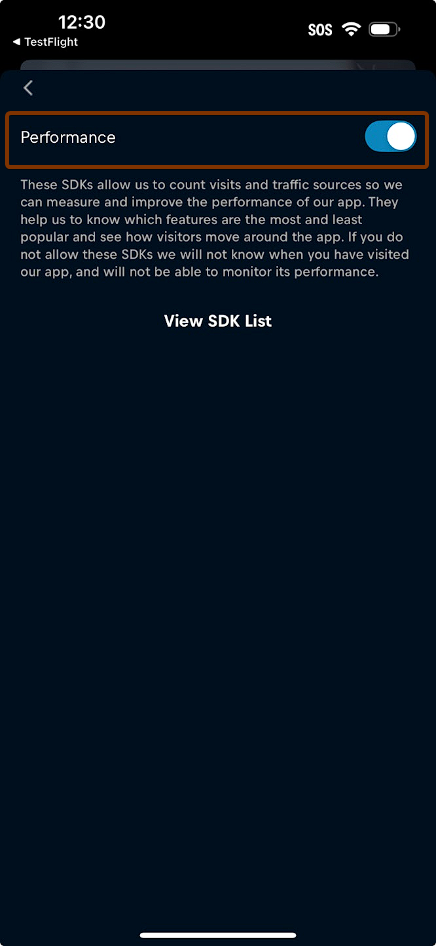 12:30
SOS
◀ TestFlight
Performance
These SDKs allow us to count visits and traffic sources so we
can measure and improve the performance of our app. They
help us to know which features are the most and least
popular and see how visitors move around the app. If you do
not allow these SDKs we will not know when you have visited
our app, and will not be able to monitor its performance.
View SDK List